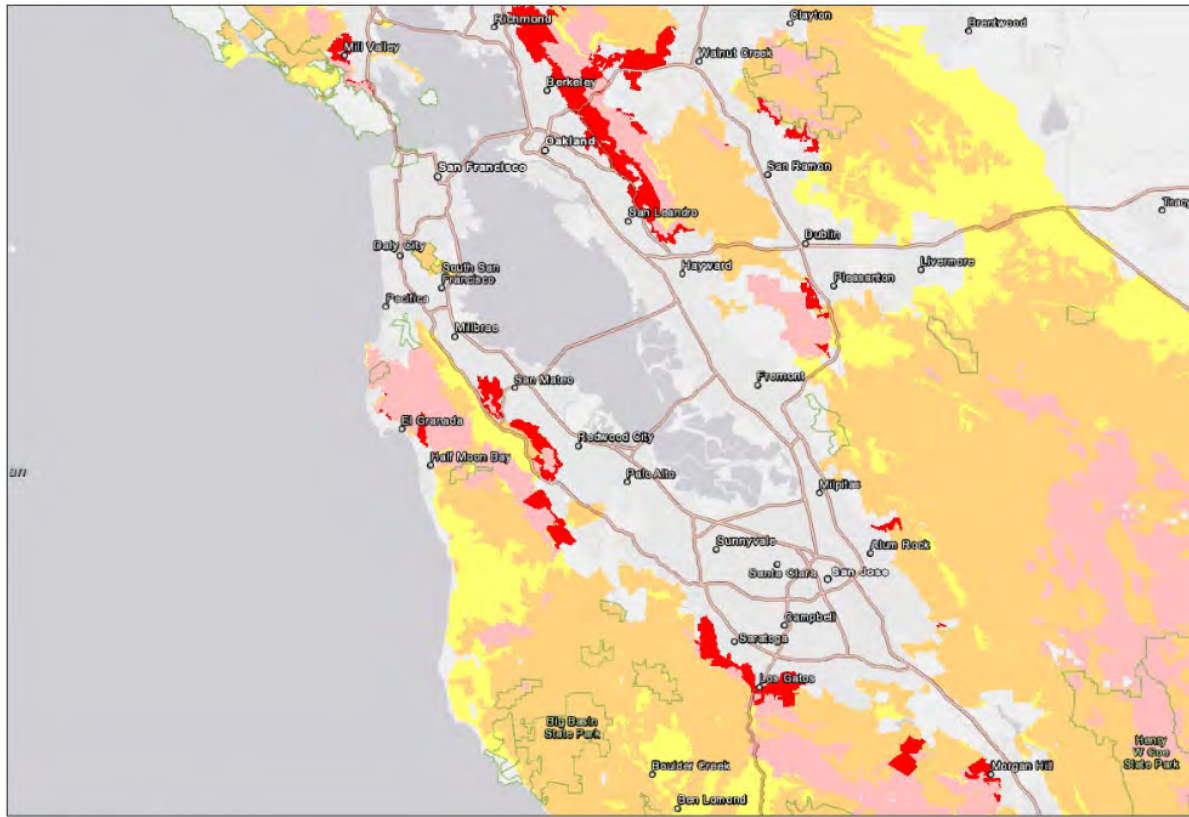 Richmond
Clayton
Brentwood
Mill Valley
Walnut Creek
Berkeley
Oakland
San Francisco
San Ramon
Tracy
San Leandro
Daly City
Dublin
South San
Francisco
Hayward
Livermore
Pleasanton
Pacifica
Millbrae
Fremont
San Mateo
El Granada
Redwood City
Half Moon Bay
Palo Alto
Milpitas
Sunnyvale
Alum Rock
Santa Clara
San Jose
Campbell
Saratoga
Los Gatos
Big Basin
State Park
Henry
W Coe
State Park
Boulder Creek
Morgan Hill
Ben Lomond